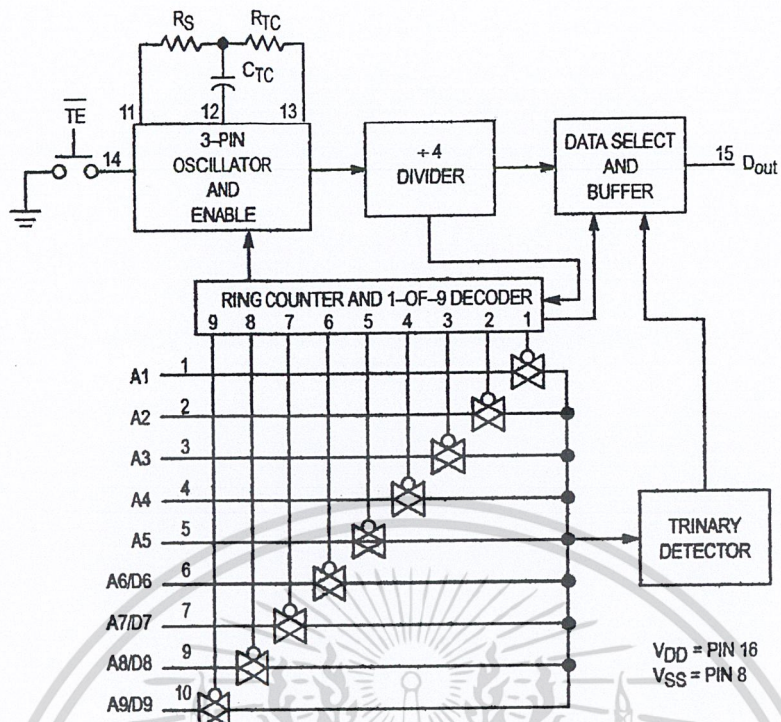 RS RTC
CTC
TE
11 12 13
14
3–PIN
OSCILLATOR
AND
ENABLE
÷4
DIVIDER
DATA SELECT
AND
BUFFER
15 Dout
RING COUNTER AND 1–OF–9 DECODER
9 8 7 6 5 4 3 2 1
A1 1
A2 2
A3 3
A4 4
A5 5
A6/D6 6
A7/D7 7
A8/D8 9
A9/D9 10
TRINARY
DETECTOR
VDD = PIN 16
VSS = PIN 8